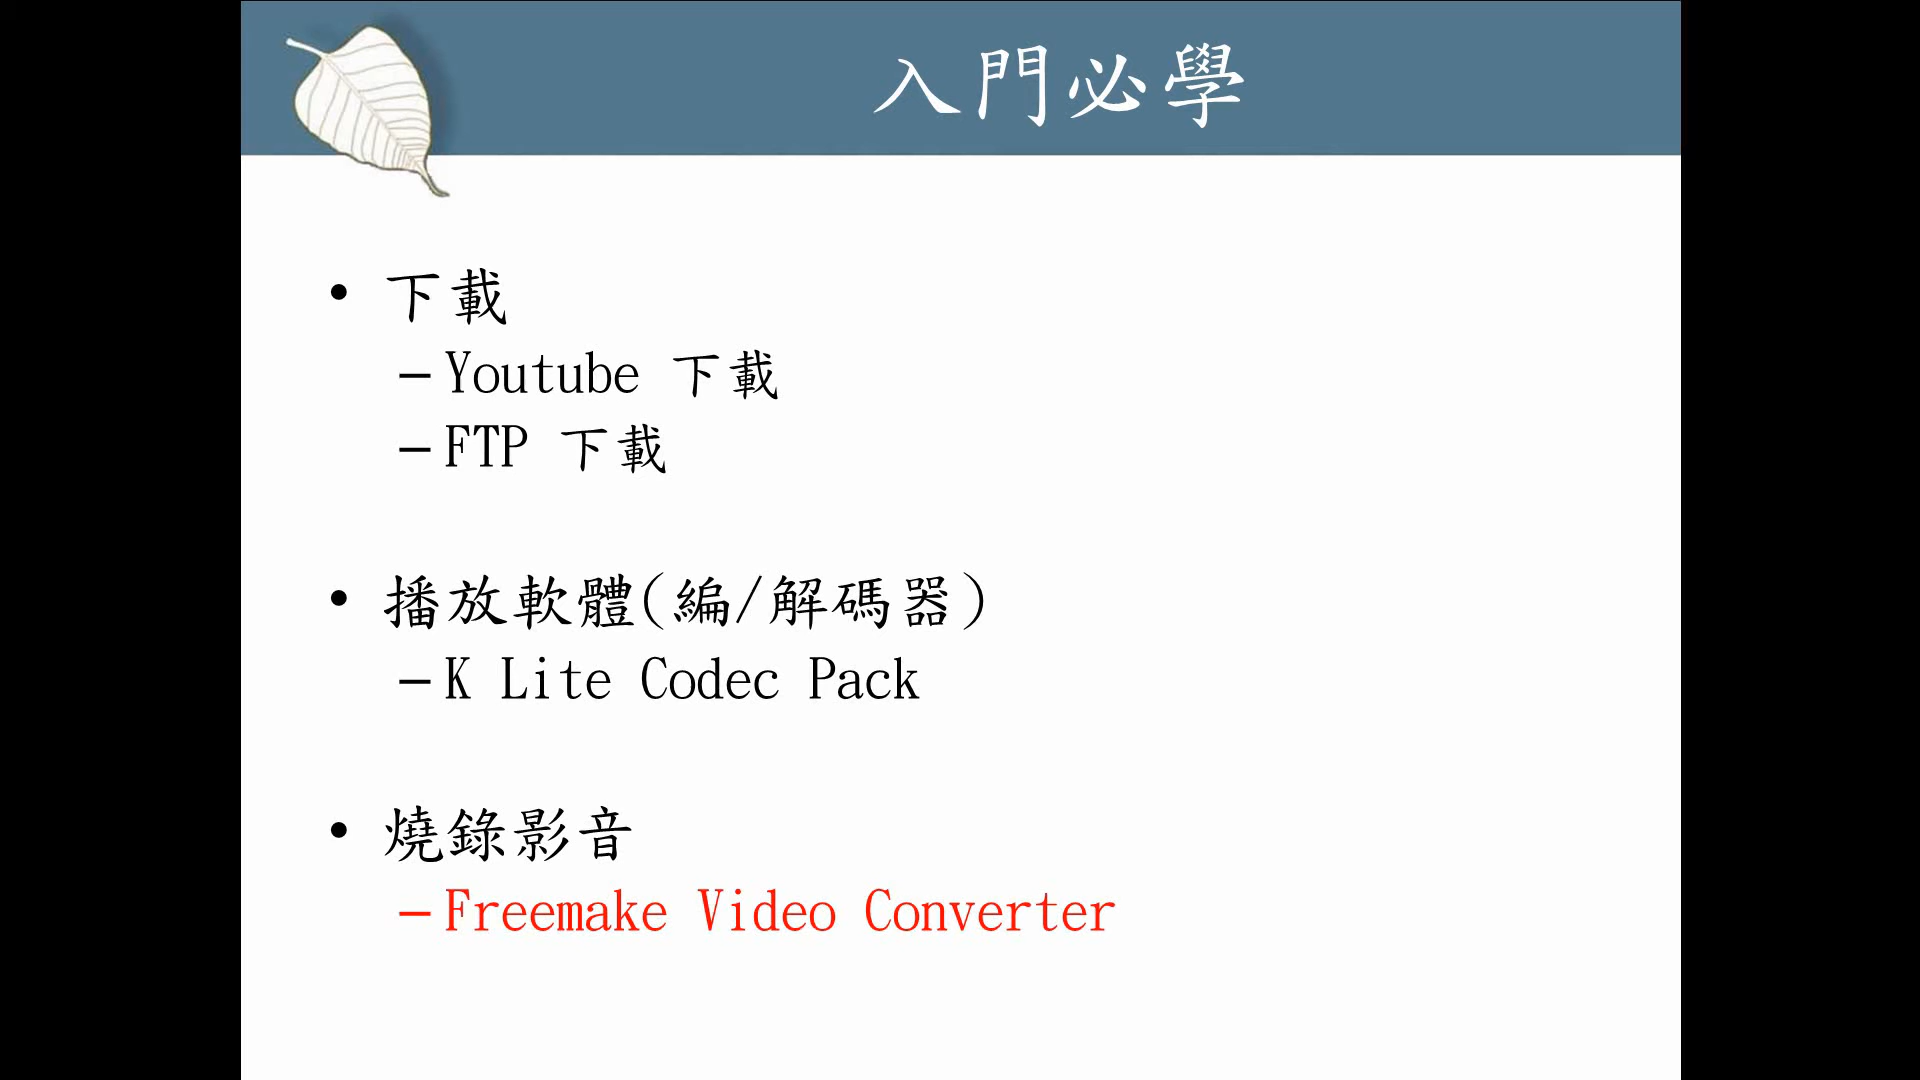 入門必學
• 下載
–Youtube 下載
–FTP 下載
• 播放軟體(編/解碼器)
–K Lite Codec Pack
• 燒錄影音
–Freemake Video Converter